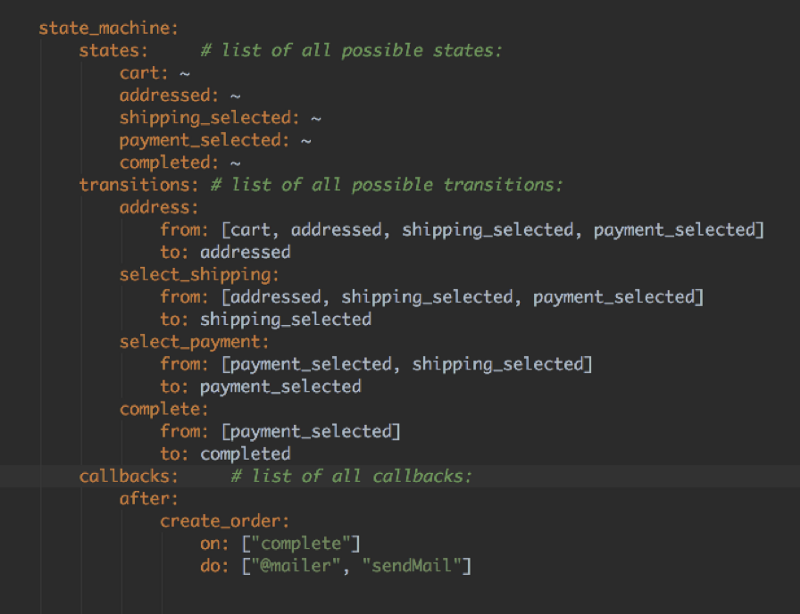 state_machine:
states: # list of all possible states:
cart: ~
addressed: ~
shipping_selected: ~
payment_selected: ~
completed: ~
transitions: # list of all possible transitions:
address:
from: [cart, addressed, shipping_selected, payment_selected]
to: addressed
select_shipping:
from: [addressed, shipping_selected, payment_selected]
to: shipping_selected
select_payment:
from: [payment_selected, shipping_selected]
to: payment_selected
complete:
from: [payment_selected]
to: completed
callbacks: # list of all callbacks:
after:
create_order:
on: ["complete"]
do: ["@mailer", "sendMail"]